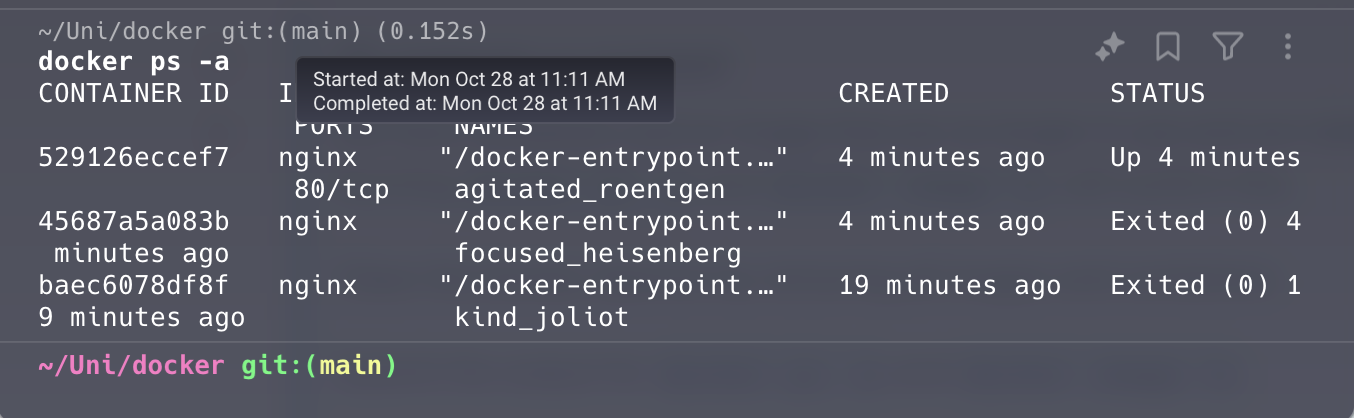 ~/Uni/docker git:(main) (0.152s)
docker ps -a
Started at: Mon Oct 28 at 11:11 AM
Completed at: Mon Oct 28 at 11:11 AM
CONTAINER ID I CREATED STATUS
PORTS NAMES
529126eccef7 nginx "/docker-entrypoint.…" 4 minutes ago Up 4 minutes
80/tcp agitated_roentgen
45687a5a083b nginx "/docker-entrypoint.…" 4 minutes ago Exited (0) 4
minutes ago focused_heisenberg
baec6078df8f nginx "/docker-entrypoint.…" 19 minutes ago Exited (0) 1
9 minutes ago kind_joliot
~/Uni/docker git:(main)